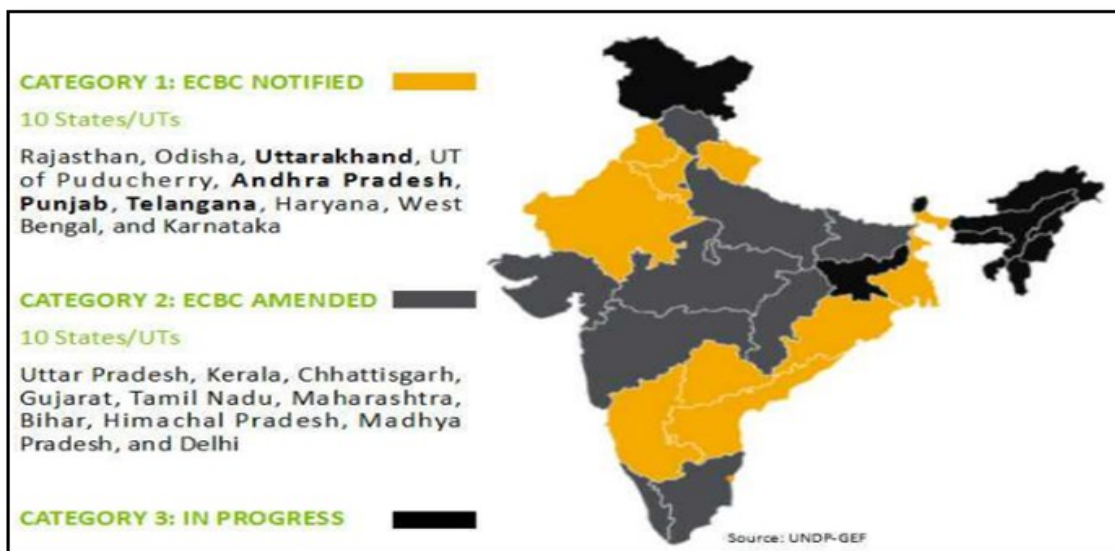 CATEGORY 1: ECBC NOTIFIED
10 States/UTs
Rajasthan, Odisha, Uttarakhand, UT
of Puducherry, Andhra Pradesh,
Punjab, Telangana, Haryana, West
Bengal, and Karnataka
CATEGORY 2: ECBC AMENDED
10 States/UTs
Uttar Pradesh, Kerala, Chhattisgarh,
Gujarat, Tamil Nadu, Maharashtra,
Bihar, Himachal Pradesh, Madhya
Pradesh, and Delhi
CATEGORY 3: IN PROGRESS
Source: UNDP-GEF